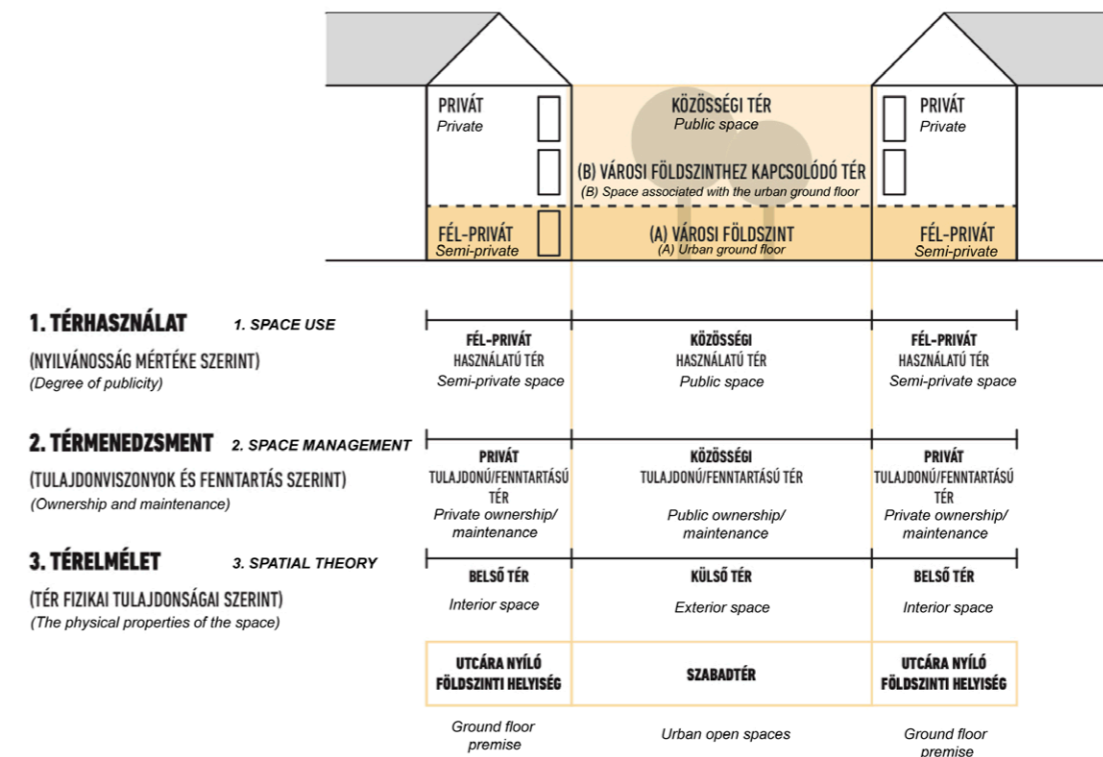 PRIVÁT
Private
KÖZÖSSÉGI TÉR
Public space
PRIVÁT
Private
(B) VÁROSI FÖLDSZINTHEZ KAPCSOLÓDÓ TÉR
(B) Space associated with the urban ground floor
FÉL-PRIVÁT
Semi-private
(A) VÁROSI FÖLDSZINT
(A) Urban ground floor
FÉL-PRIVÁT
Semi-private
1. TÉRHASZNÁLAT 1. SPACE USE
(NYILVÁNOSSÁG MÉRTÉKE SZERINT)
(Degree of publicity)
FÉL-PRIVÁT
HASZNÁLATÚ TÉR
Semi-private space
KÖZÖSSÉGI
HASZNÁLATÚ TÉR
Public space
FÉL-PRIVÁT
HASZNÁLATÚ TÉR
Semi-private space
2. TÉRMENEDZSMENT 2. SPACE MANAGEMENT
(TULAJDONVISZONYOK ÉS FENNTARTÁS SZERINT)
(Ownership and maintenance)
PRIVÁT
TULAJDONÚ/FENNTARTÁSÚ
TÉR
Private ownership/
maintenance
KÖZÖSSÉGI
TULAJDONÚ/FENNTARTÁSÚ TÉR
Public ownership/
maintenance
PRIVÁT
TULAJDONÚ/FENNTARTÁSÚ
TÉR
Private ownership/
maintenance
3. TÉRELMÉLET 3. SPATIAL THEORY
(TÉR FIZIKAI TULAJDONSÁGAI SZERINT)
(The physical properties of the space)
BELSŐ TÉR
Interior space
KÜLSŐ TÉR
Exterior space
BELSŐ TÉR
Interior space
UTCÁRA NYÍLÓ
FÖLDSZINTI HELYISÉG
SZABADTÉR
UTCÁRA NYÍLÓ
FÖLDSZINTI HELYISÉG
Ground floor
premise
Urban open spaces
Ground floor
premise